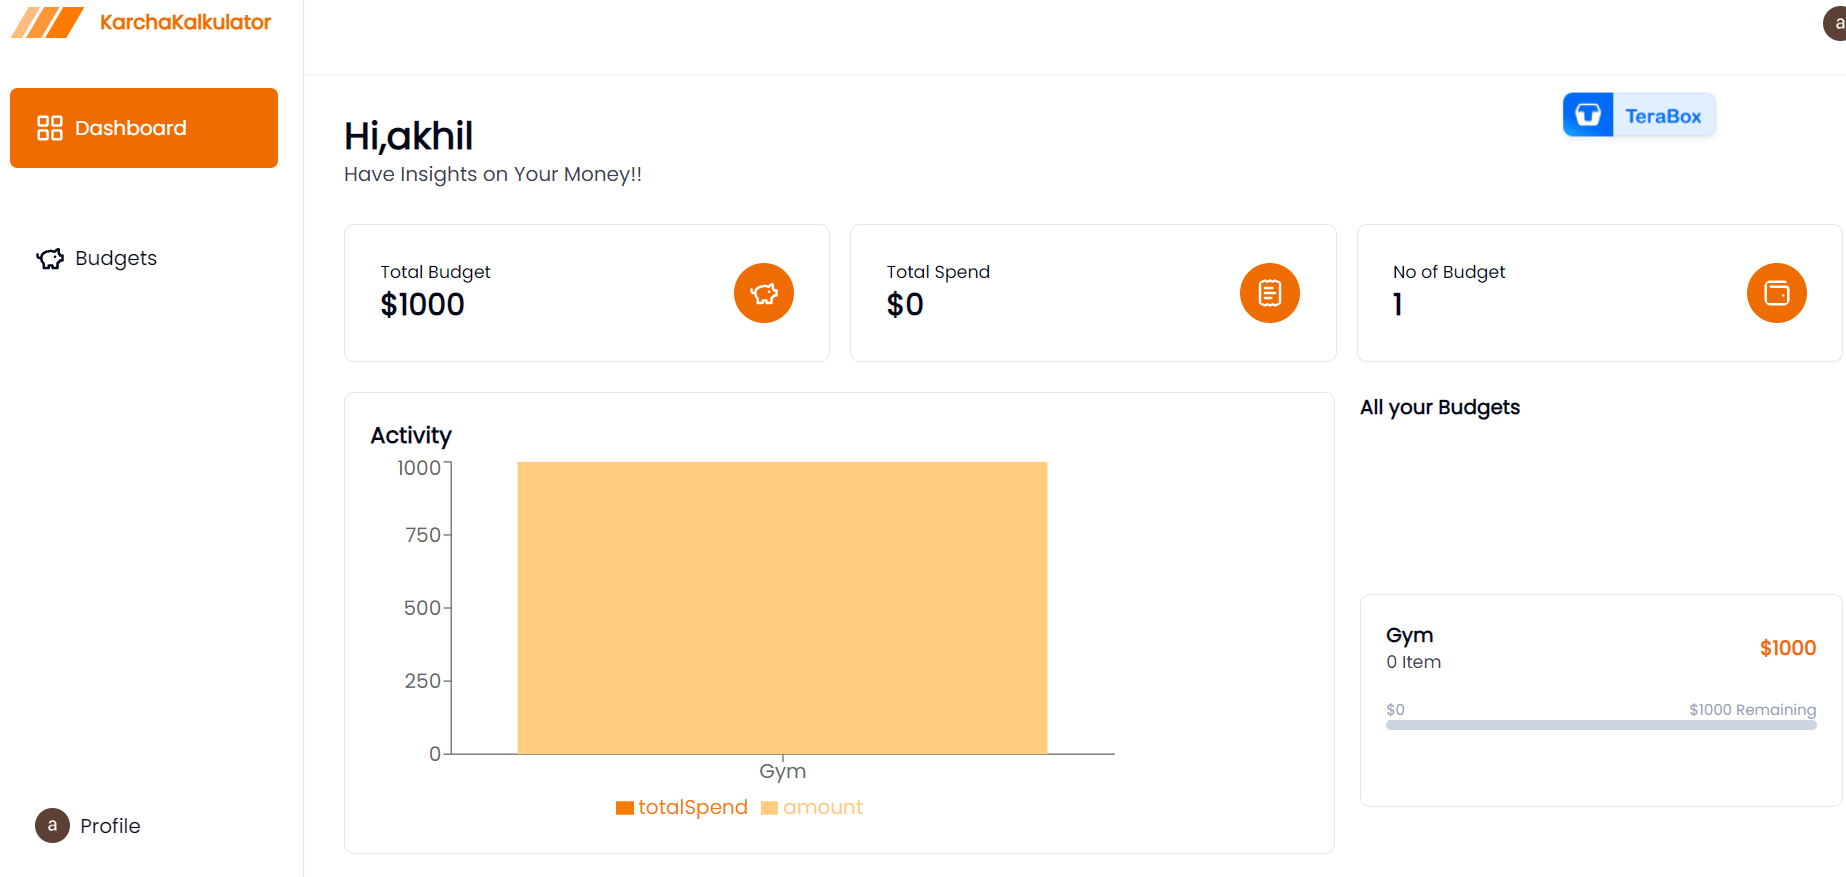 KarchaKalkulator
a
Dashboard
Budgets
a Profile
Hi,akhil
Have Insights on Your Money!!
TeraBox
Total Budget
$1000
Total Spend
$0
No of Budget
1
Activity
1000
750
500
250
0
Gym
totalSpend amount
All your Budgets
Gym
0 Item
$1000
$0 $1000 Remaining